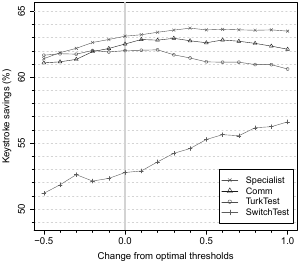 65
60
55
50
Keystroke savings (%)
Specialist
Comm
TurkTest
SwitchTest
−0.5
0.0
0.5
1.0
Change from optimal thresholds